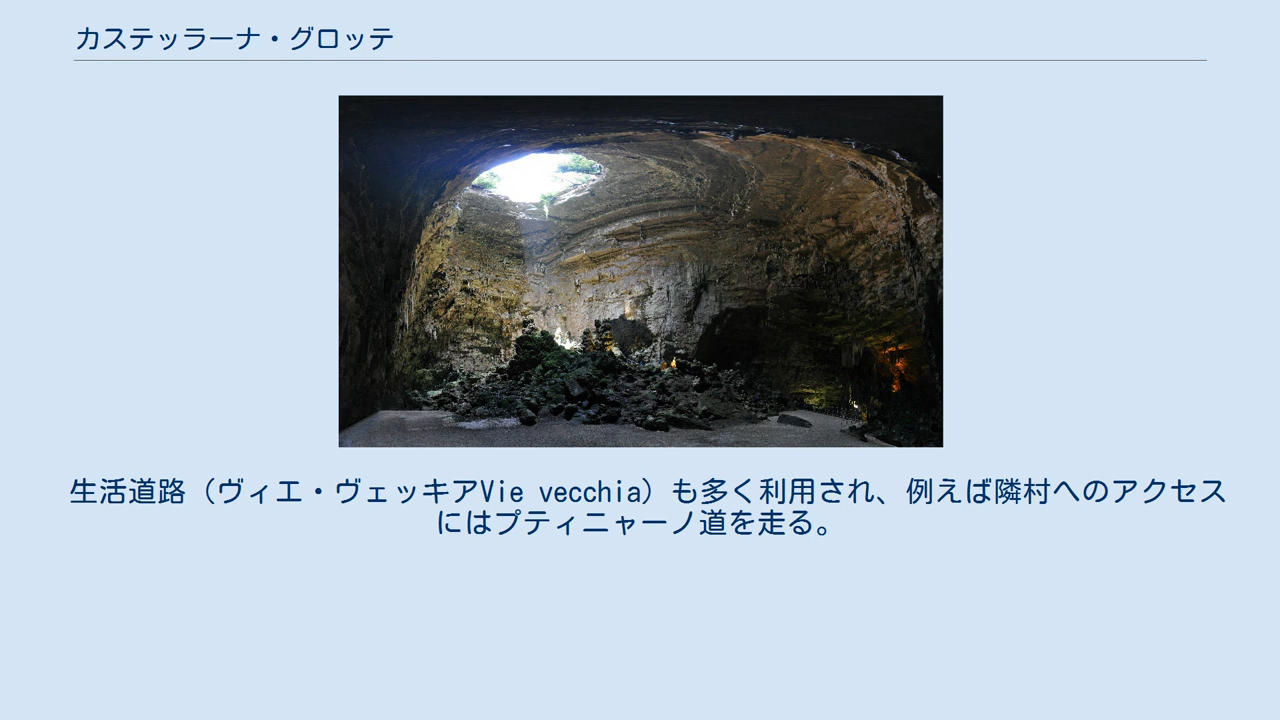 カステッラーナ・グロッテ
生活道路（ヴィエ・ヴェッキアVie vecchia）も多く利用され、例えば隣村へのアクセス
にはプティニャーノ道を走る。